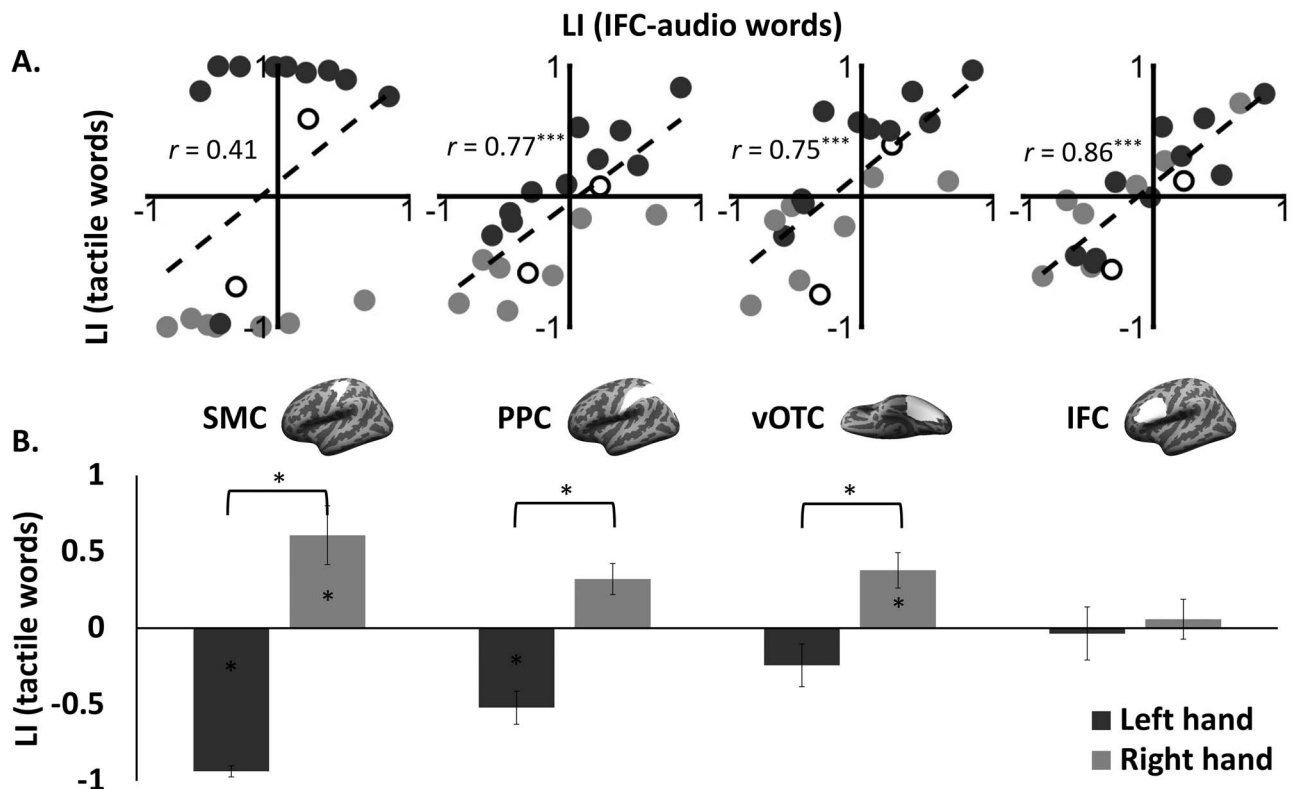 LI (IFC-audio words)
A.
LI (tactile words)
1
r = 0.41
-1
1
-1
1
r = 0.77***
-1
1
-1
1
r = 0.75***
-1
1
-1
1
r = 0.86***
-1
1
-1
SMC
PPC
vOTC
IFC
B.
LI (tactile words)
1
0.5
0
-0.5
-1
*
*
*
*
*
*
*
Left hand
Right hand